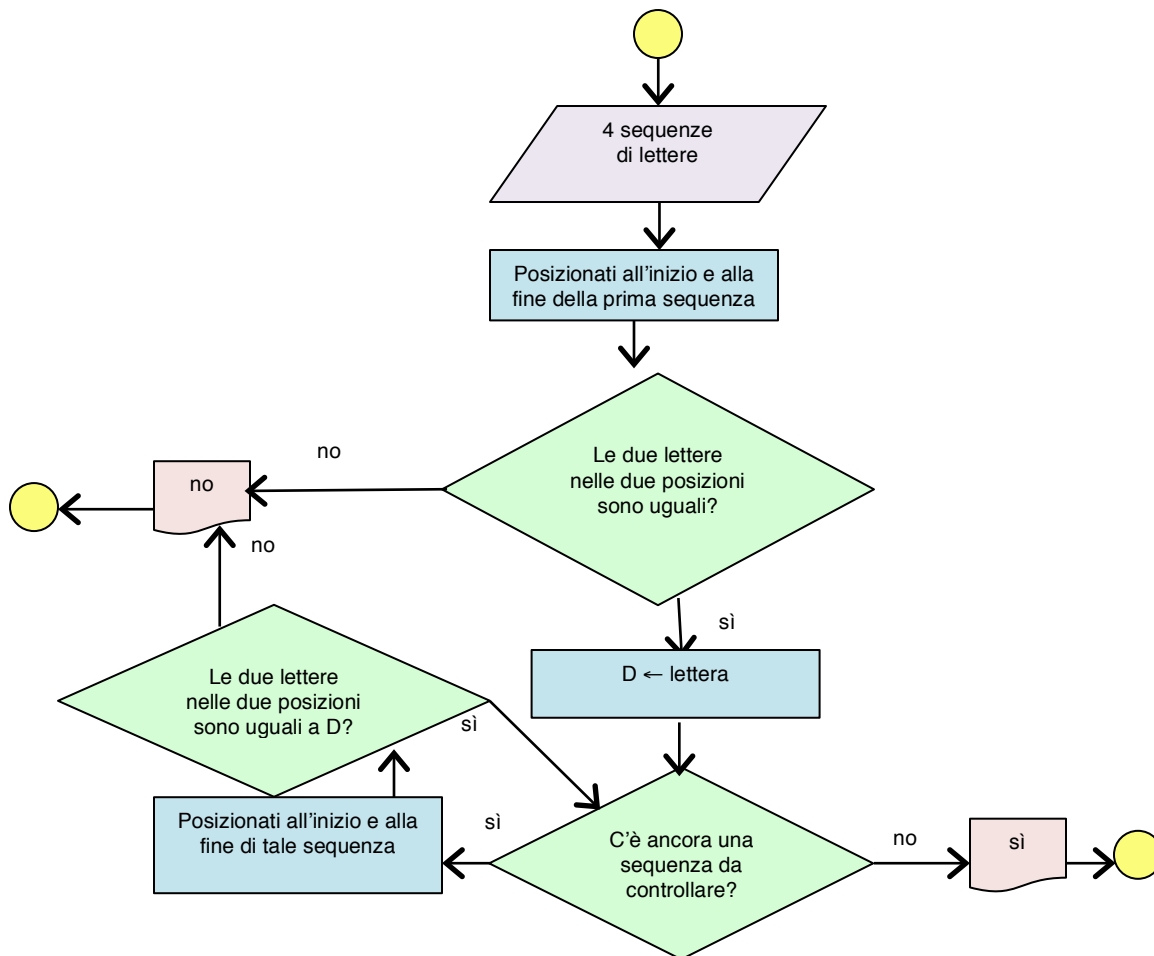 4 sequenze
di lettere
Posizionati all'inizio e alla
fine della prima sequenza
Le due lettere
nelle due posizioni
sono uguali?
no
no
no
sì
D ← lettera
Le due lettere
nelle due posizioni
sono uguali a D?
sì
Posizionati all'inizio e alla
fine di tale sequenza
sì
C'è ancora una
sequenza da
controllare?
no
sì